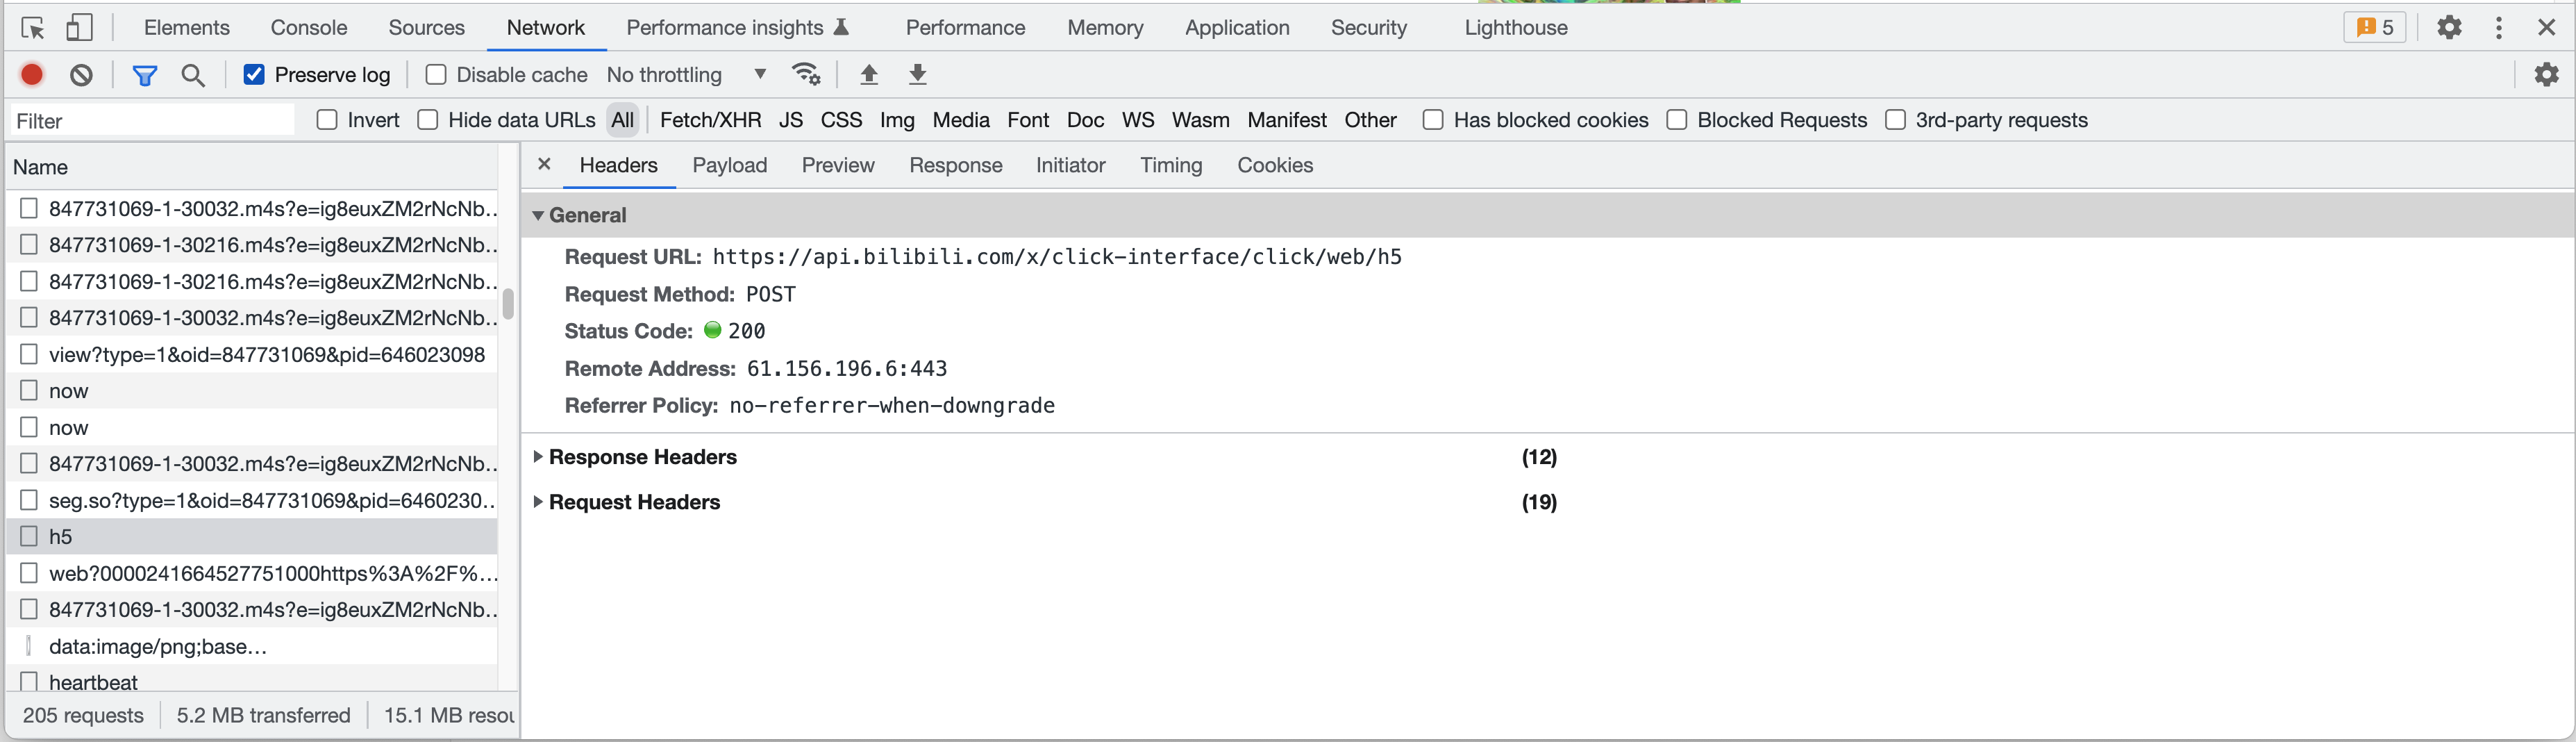 Elements Console Sources Network Performance insights Performance Memory Application Security Lighthouse 5
Preserve log Disable cache No throttling
Filter Invert Hide data URLs All Fetch/XHR JS CSS Img Media Font Doc WS Wasm Manifest Other Has blocked cookies Blocked Requests 3rd-party requests
Name
847731069-1-30032.m4s?e=ig8euxZM2rNcNb…
847731069-1-30216.m4s?e=ig8euxZM2rNcNb…
847731069-1-30216.m4s?e=ig8euxZM2rNcNb…
847731069-1-30032.m4s?e=ig8euxZM2rNcNb…
view?type=1&oid=847731069&pid=646023098
now
now
847731069-1-30032.m4s?e=ig8euxZM2rNcNb…
seg.so?type=1&oid=847731069&pid=6460230…
h5
web?0000241664527751000https%3A%2F%…
847731069-1-30032.m4s?e=ig8euxZM2rNcNb…
data:image/png;base…
heartbeat
205 requests 5.2 MB transferred 15.1 MB resou
Headers Payload Preview Response Initiator Timing Cookies
General
Request URL: https://api.bilibili.com/x/click-interface/click/web/h5
Request Method: POST
Status Code: 200
Remote Address: 61.156.196.6:443
Referrer Policy: no-referrer-when-downgrade
Response Headers (12)
Request Headers (19)